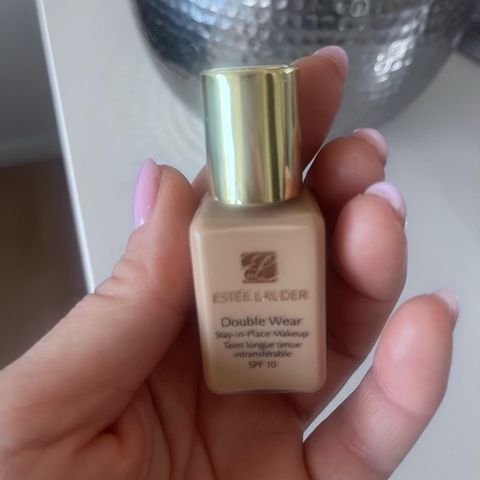 ESTĒE LAUDER
Double Wear
Stay-in-Place Makeup
Teint longue tenue
intransférable
SPF 10